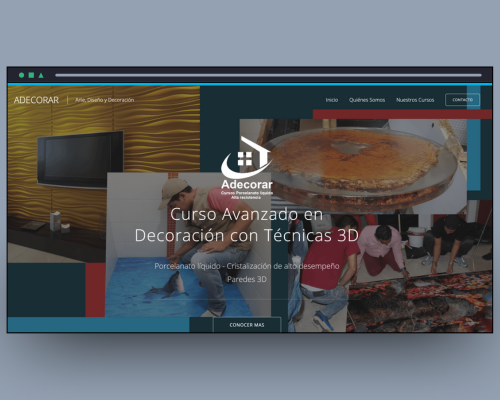 ADECORAR | Arte, Diseño y Decoración
Inicio Quiénes Somos Nuestros Cursos CONTACTO
Adecorar
Cursos Porcelanato líquido
Alta resistencia
Curso Avanzado en
Decoración con Técnicas 3D
Porcelanato líquido - Cristalización de alto desempeño
Paredes 3D
CONOCER MAS